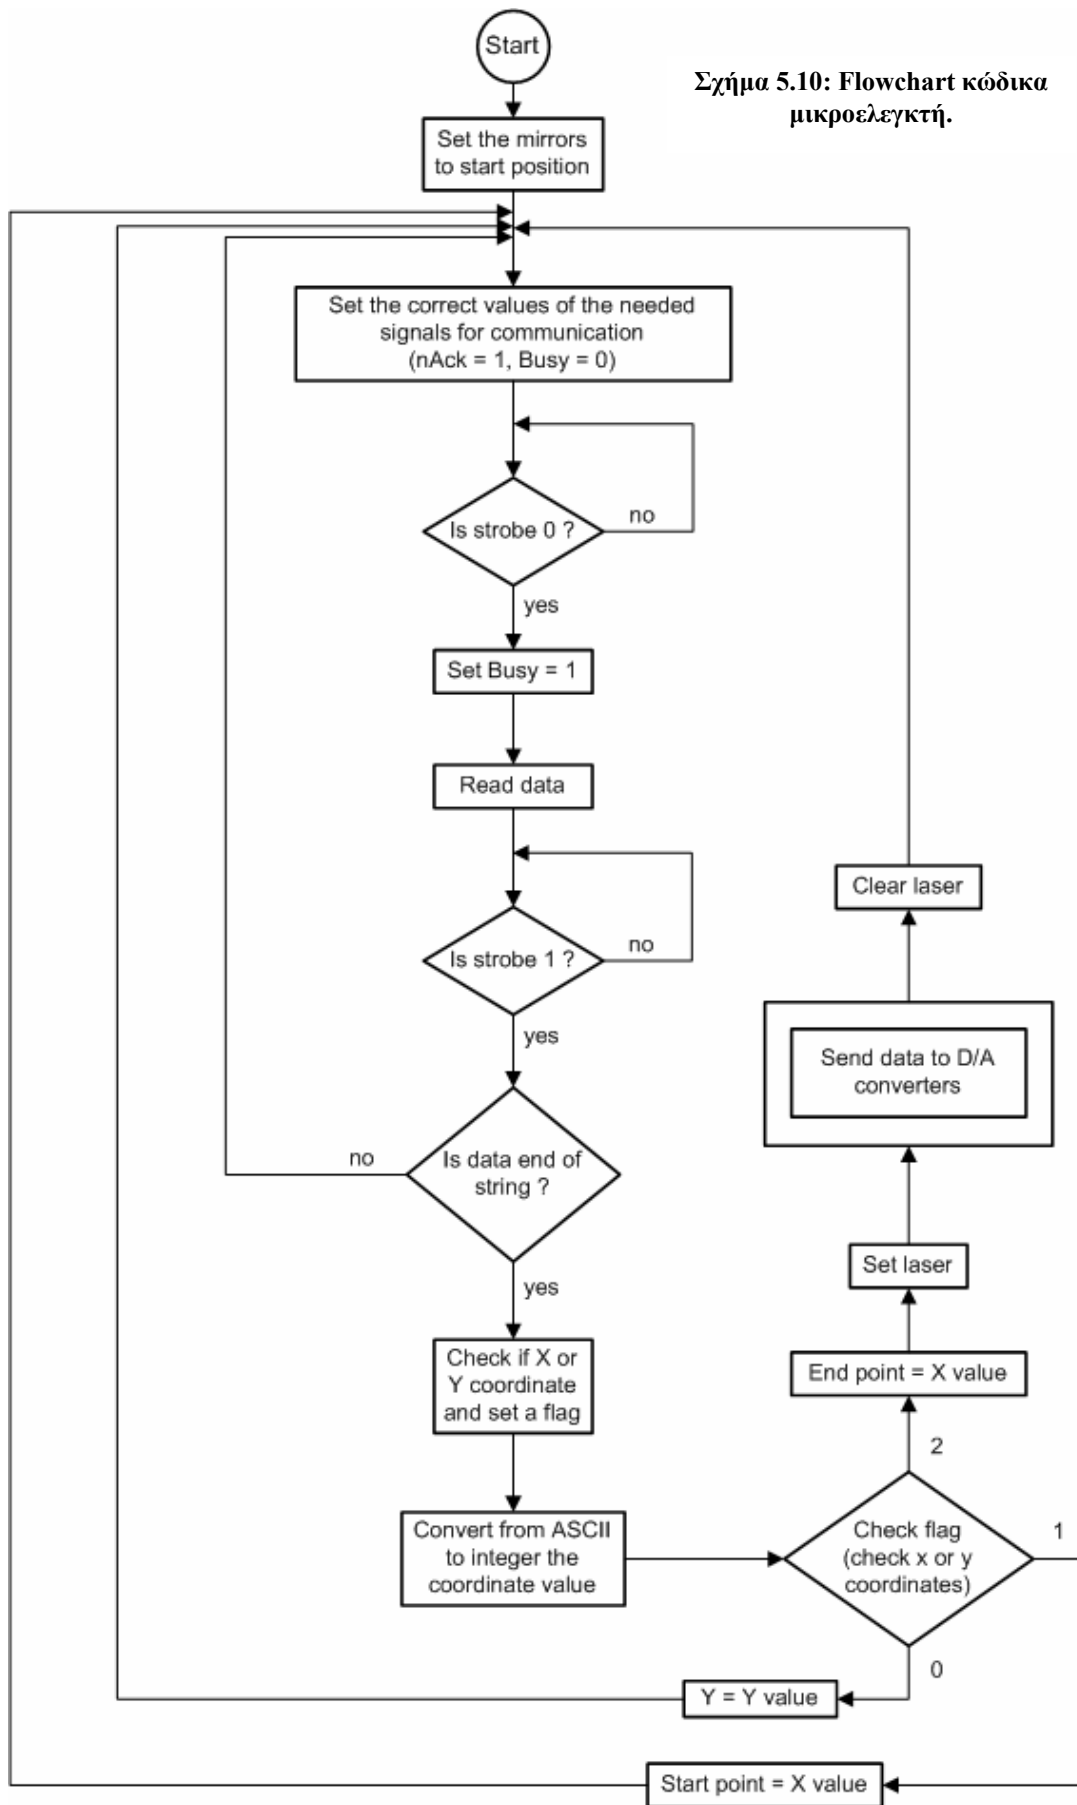 Start
Σχήμα 5.10: Flowchart κώδικα
μικροελεγκτή.
Set the mirrors
to start position
Set the correct values of the needed
signals for communication
(nAck = 1, Busy = 0)
Is strobe 0 ?
no
yes
Set Busy = 1
Read data
Is strobe 1 ?
no
yes
Is data end of
string ?
no
yes
Check if X or
Y coordinate
and set a flag
Convert from ASCII
to integer the
coordinate value
Check flag
(check x or y
coordinates)
2
1
0
End point = X value
Set laser
Send data to D/A
converters
Clear laser
Y = Y value
Start point = X value